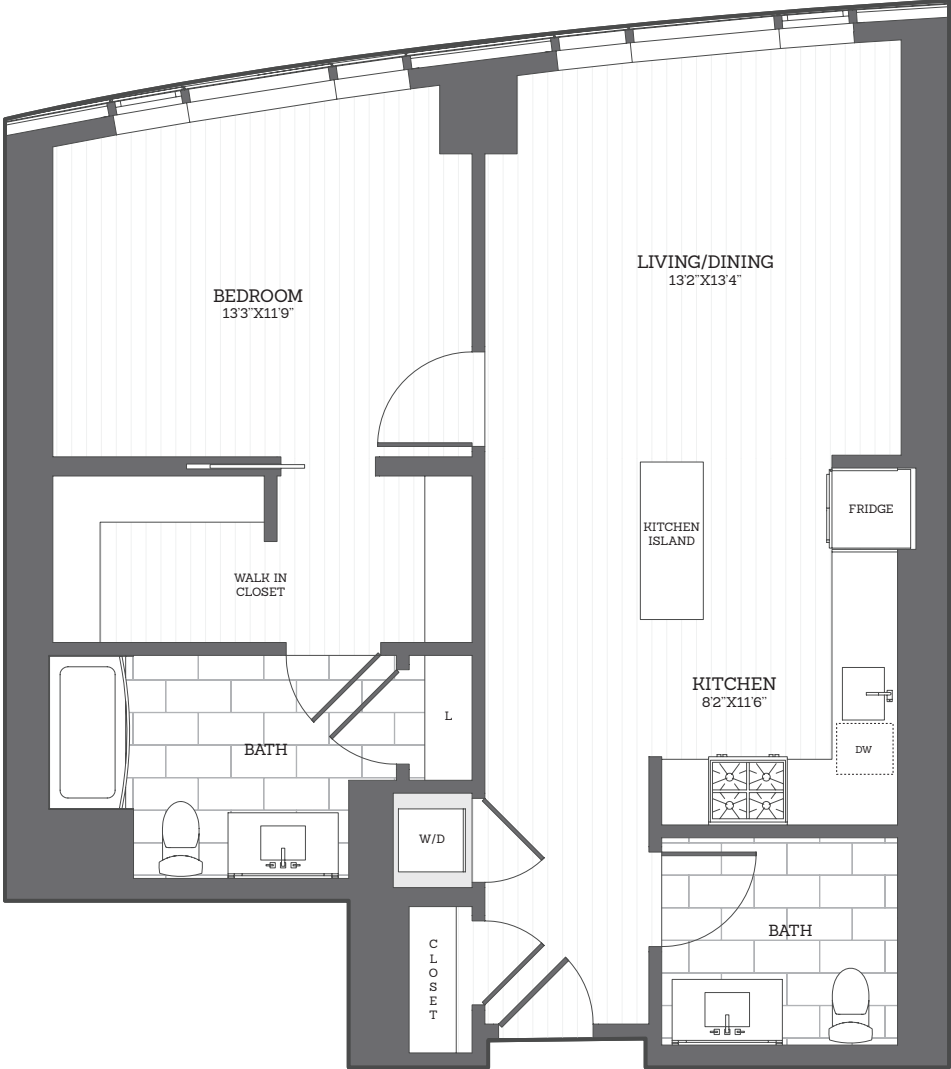 LIVING/DINING
13'2"X13'4"
BEDROOM
13'3"X11'9"
FRIDGE
KITCHEN
ISLAND
WALK IN
CLOSET
KITCHEN
8'2"X11'6"
L
BATH
DW
W/D
BATH
CLOSET